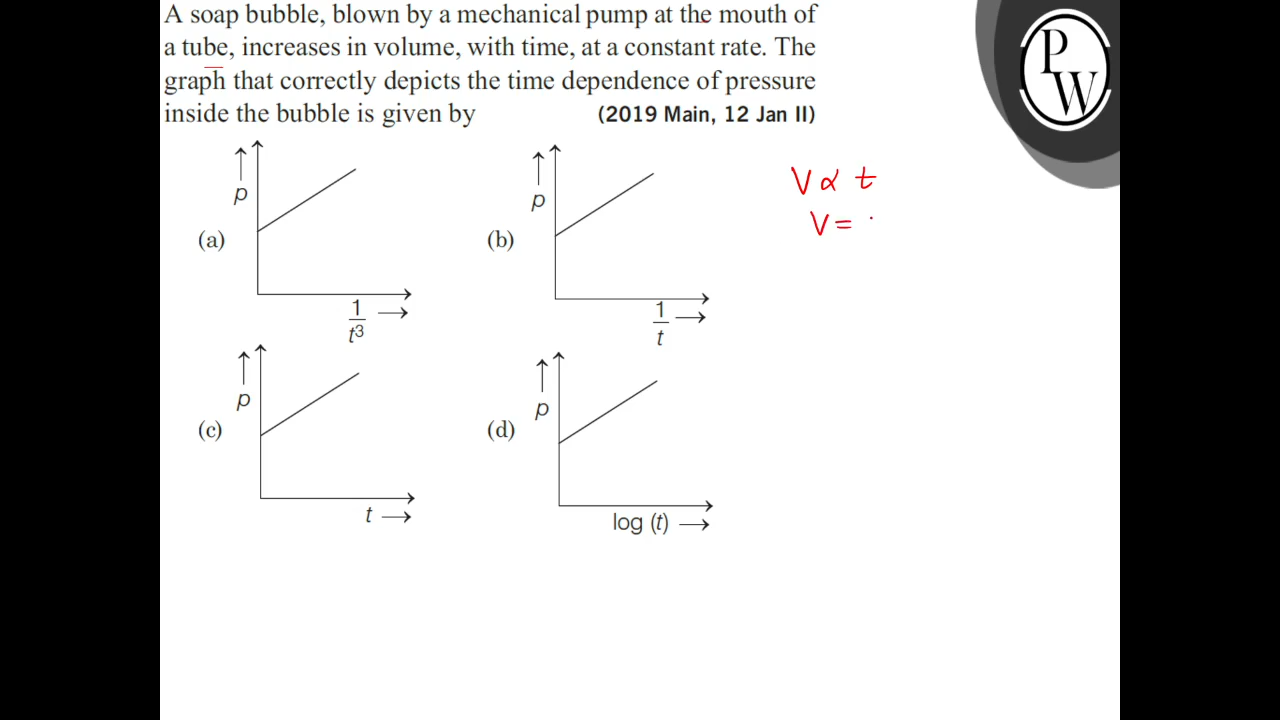 A soap bubble, blown by a mechanical pump at the mouth of
a tube, increases in volume, with time, at a constant rate. The
graph that correctly depicts the time dependence of pressure
inside the bubble is given by (2019 Main, 12 Jan II)
P
W
V ∝ t
V =
(a)
p
1/t³
(b)
p
1/t
(c)
p
t
(d)
p
log (t)